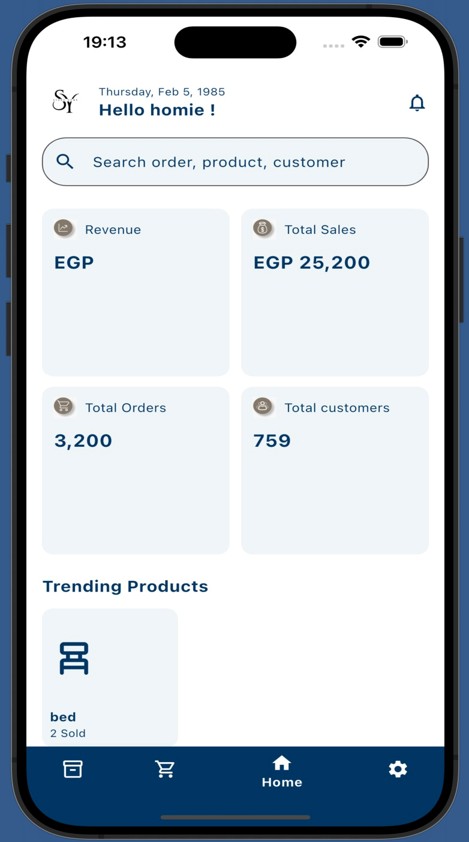 19:13
SY
Thursday, Feb 5, 1985
Hello homie !
Search order, product, customer
Revenue
EGP
Total Sales
EGP 25,200
Total Orders
3,200
Total customers
759
Trending Products
bed
2 Sold
Home